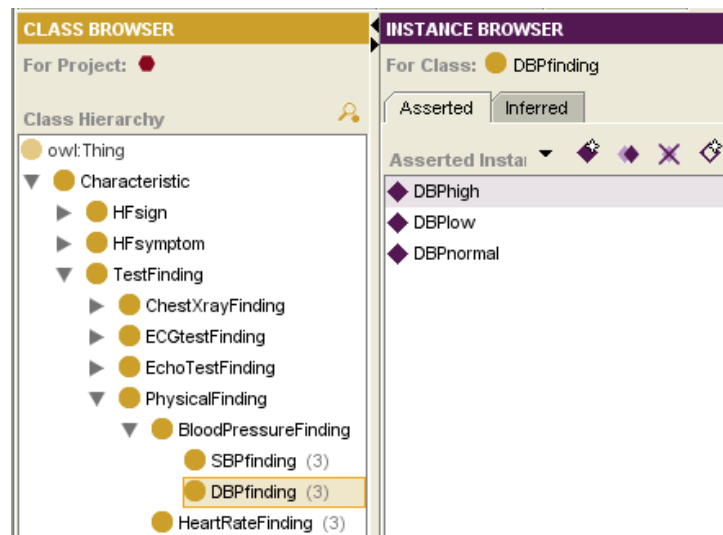 CLASS BROWSER
For Project:
Class Hierarchy
owl:Thing
Characteristic
HFsign
HFsymptom
TestFinding
ChestXrayFinding
ECGtestFinding
EchoTestFinding
PhysicalFinding
BloodPressureFinding
SBPfinding (3)
DBPfinding (3)
HeartRateFinding (3)
INSTANCE BROWSER
For Class: DBPfinding
Asserted Inferred
Asserted Insta
DBPhigh
DBPlow
DBPnormal